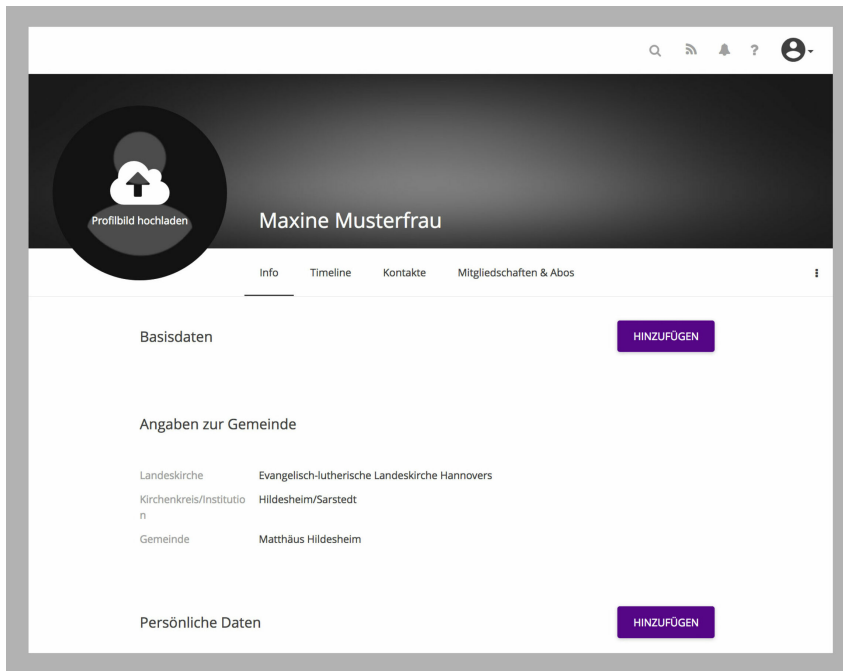 ?
Profilbild hochladen
Maxine Musterfrau
Info Timeline Kontakte Mitgliedschaften & Abos
Basisdaten HINZUFÜGEN
Angaben zur Gemeinde
Landeskirche Evangelisch-lutherische Landeskirche Hannovers
Kirchenkreis/Institutio Hildesheim/Sarstedt
n
Gemeinde Matthäus Hildesheim
Persönliche Daten HINZUFÜGEN